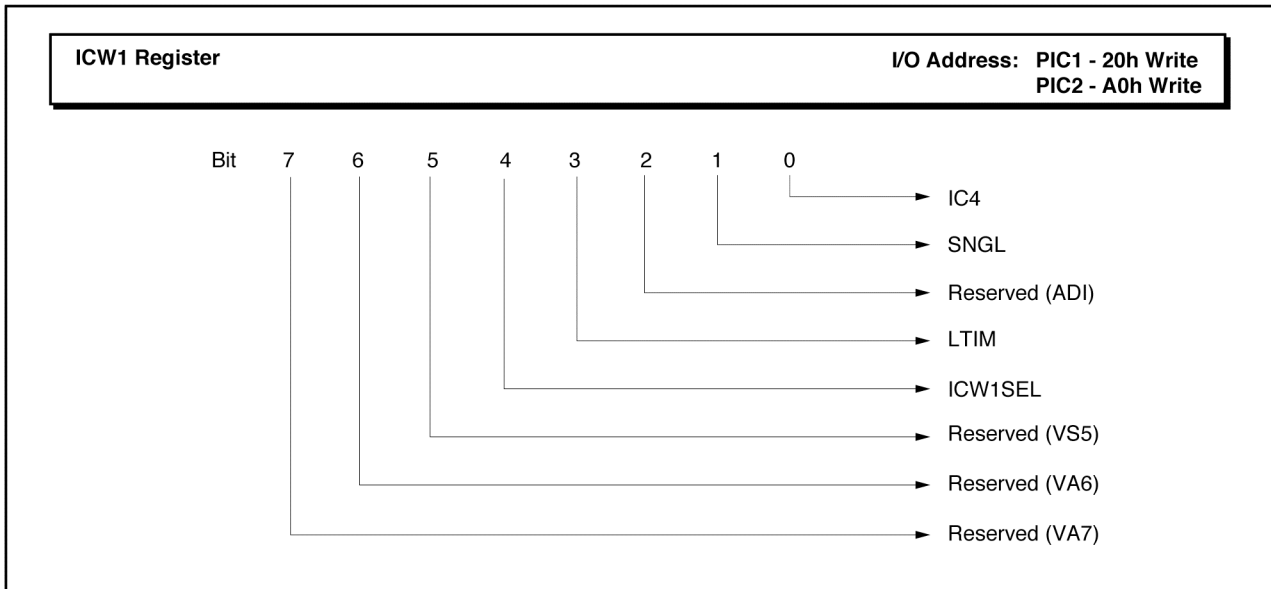 ICW1 Register
I/O Address: PIC1 - 20h Write
PIC2 - A0h Write
Bit 7 6 5 4 3 2 1 0
IC4
SNGL
Reserved (ADI)
LTIM
ICW1SEL
Reserved (VS5)
Reserved (VA6)
Reserved (VA7)